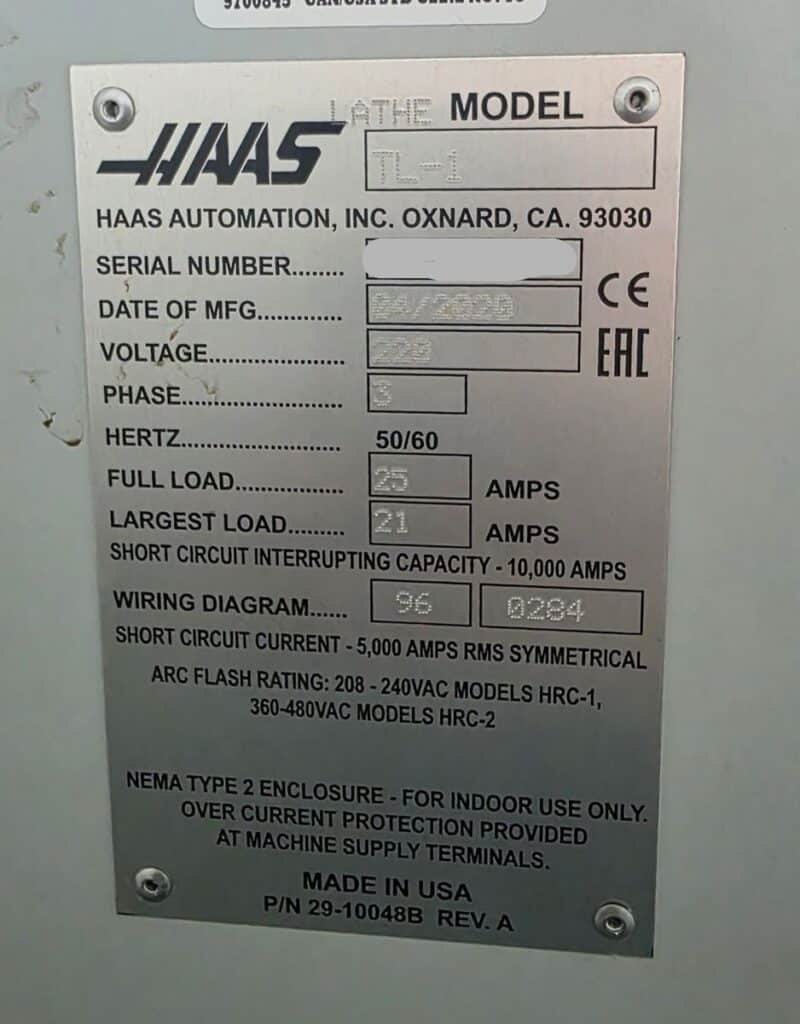 LATHE MODEL
HAAS
TL-1
HAAS AUTOMATION, INC. OXNARD, CA. 93030
SERIAL NUMBER........
DATE OF MFG............. 04/2020
CE
VOLTAGE.................... 220
EAC
PHASE........................ 3
HERTZ........................ 50/60
FULL LOAD................ 25 AMPS
LARGEST LOAD......... 21 AMPS
SHORT CIRCUIT INTERRUPTING CAPACITY - 10,000 AMPS
WIRING DIAGRAM...... 96 0284
SHORT CIRCUIT CURRENT - 5,000 AMPS RMS SYMMETRICAL
ARC FLASH RATING: 208 - 240VAC MODELS HRC-1,
360-480VAC MODELS HRC-2
NEMA TYPE 2 ENCLOSURE - FOR INDOOR USE ONLY.
OVER CURRENT PROTECTION PROVIDED
AT MACHINE SUPPLY TERMINALS.
MADE IN USA
P/N 29-10048B REV. A